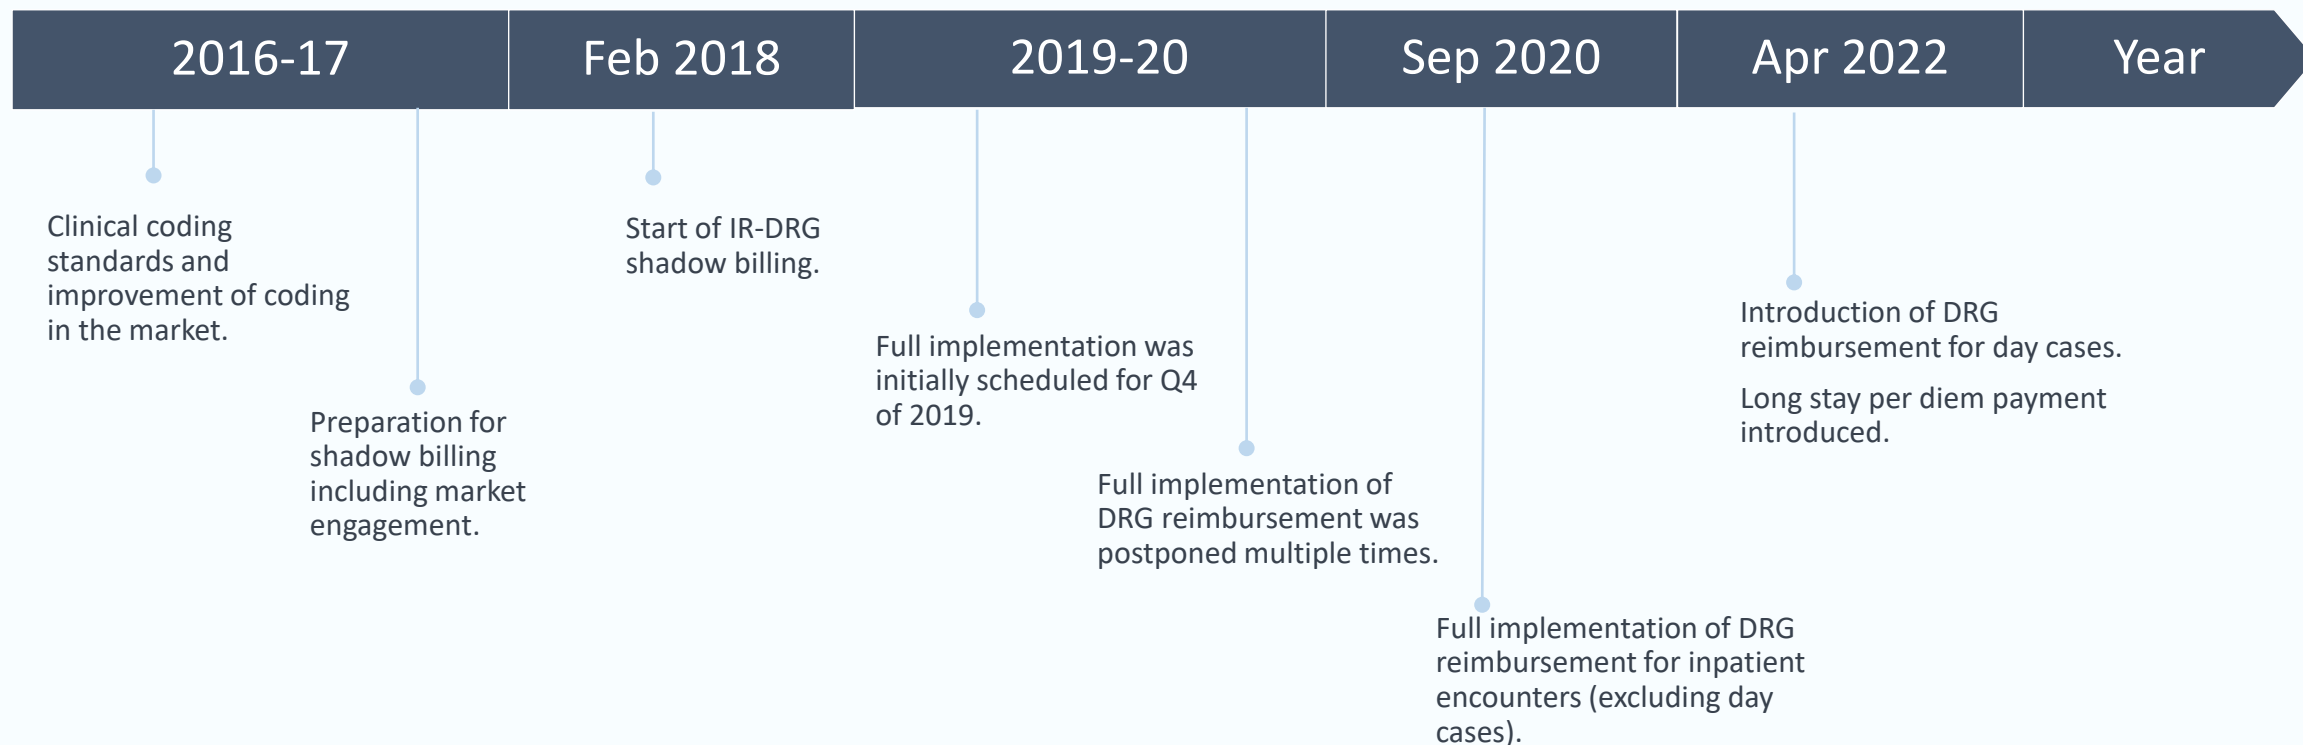 2016-17
Feb 2018
2019-20
Sep 2020
Apr 2022
Year
Clinical coding
standards and
improvement of coding
in the market.
Preparation for
shadow billing
including market
engagement.
Start of IR-DRG
shadow billing.
Full implementation was
initially scheduled for Q4
of 2019.
Full implementation of
DRG reimbursement was
postponed multiple times.
Full implementation of DRG
reimbursement for inpatient
encounters (excluding day
cases).
Introduction of DRG
reimbursement for day cases.
Long stay per diem payment
introduced.